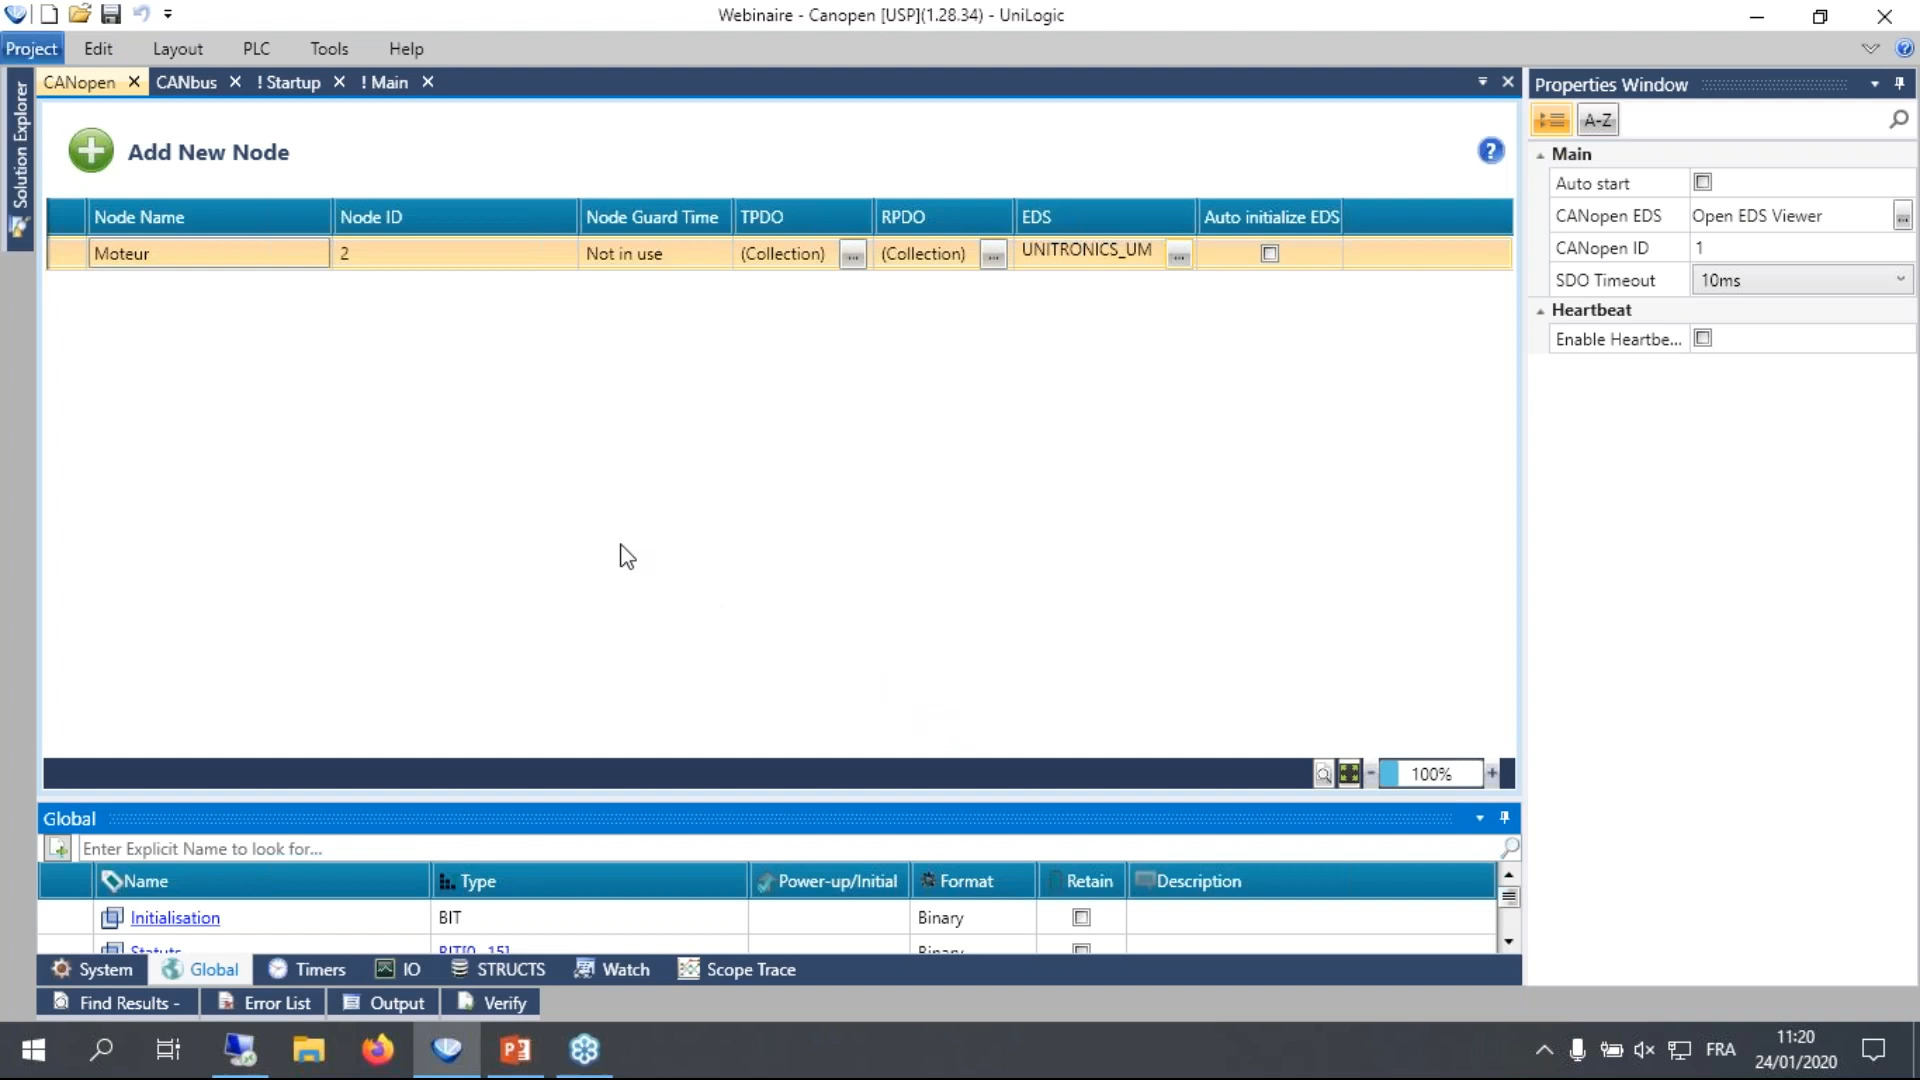 Webinaire - Canopen [USP](1.28.34) - UniLogic
Project Edit Layout PLC Tools Help
Solution Explorer
CANopen CANbus ! Startup ! Main
Add New Node
Node Name Node ID Node Guard Time TPDO RPDO EDS Auto initialize EDS
Moteur 2 Not in use (Collection) ... (Collection) ... UNITRONICS_UM ...
100%
Properties Window
A-Z
Main
Auto start
CANopen EDS Open EDS Viewer ...
CANopen ID 1
SDO Timeout 10ms
Heartbeat
Enable Heartbe...
Global
Enter Explicit Name to look for...
Name Type Power-up/Initial Format Retain Description
Initialisation BIT Binary
Statuts BIT[0..15] Binary
System Global Timers IO STRUCTS Watch Scope Trace
Find Results - Error List Output Verify
FRA
11:20
24/01/2020